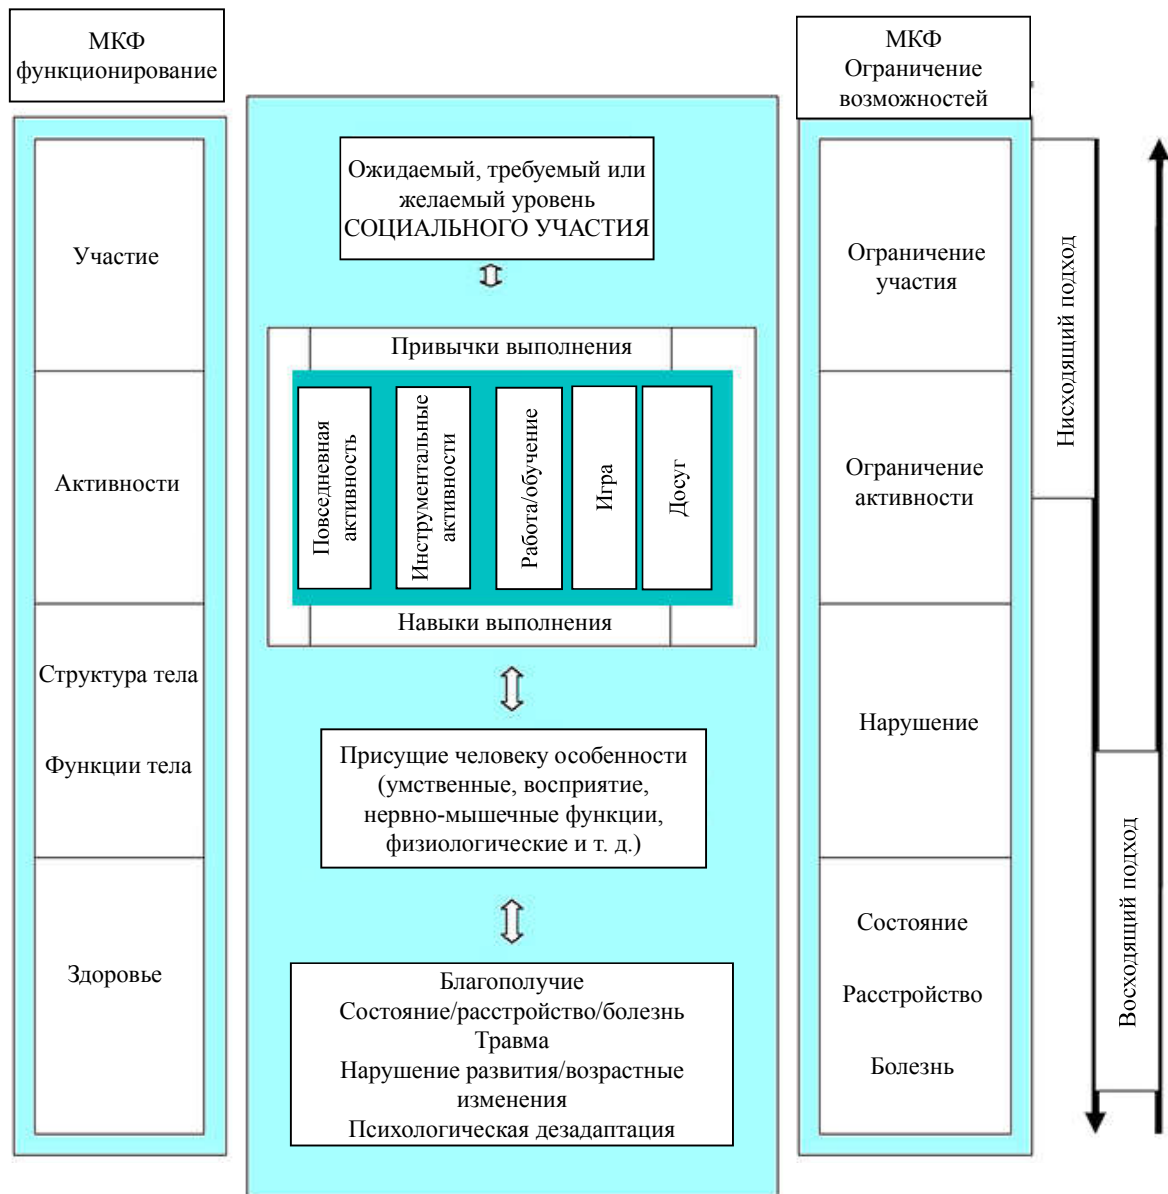 МКФ
функционирование
Участие
Активности
Структура тела
Функции тела
Здоровье
Ожидаемый, требуемый или
желаемый уровень
СОЦИАЛЬНОГО УЧАСТИЯ
Привычки выполнения
Повседневная
активность
Инструментальные
активности
Работа/обучение
Игра
Досуг
Навыки выполнения
Присущие человеку особенности
(умственные, восприятие,
нервно-мышечные функции,
физиологические и т. д.)
Благополучие
Состояние/расстройство/болезнь
Травма
Нарушение развития/возрастные
изменения
Психологическая дезадаптация
МКФ
Ограничение
возможностей
Ограничение
участия
Ограничение
активности
Нарушение
Состояние
Расстройство
Болезнь
Нисходящий подход
Восходящий подход